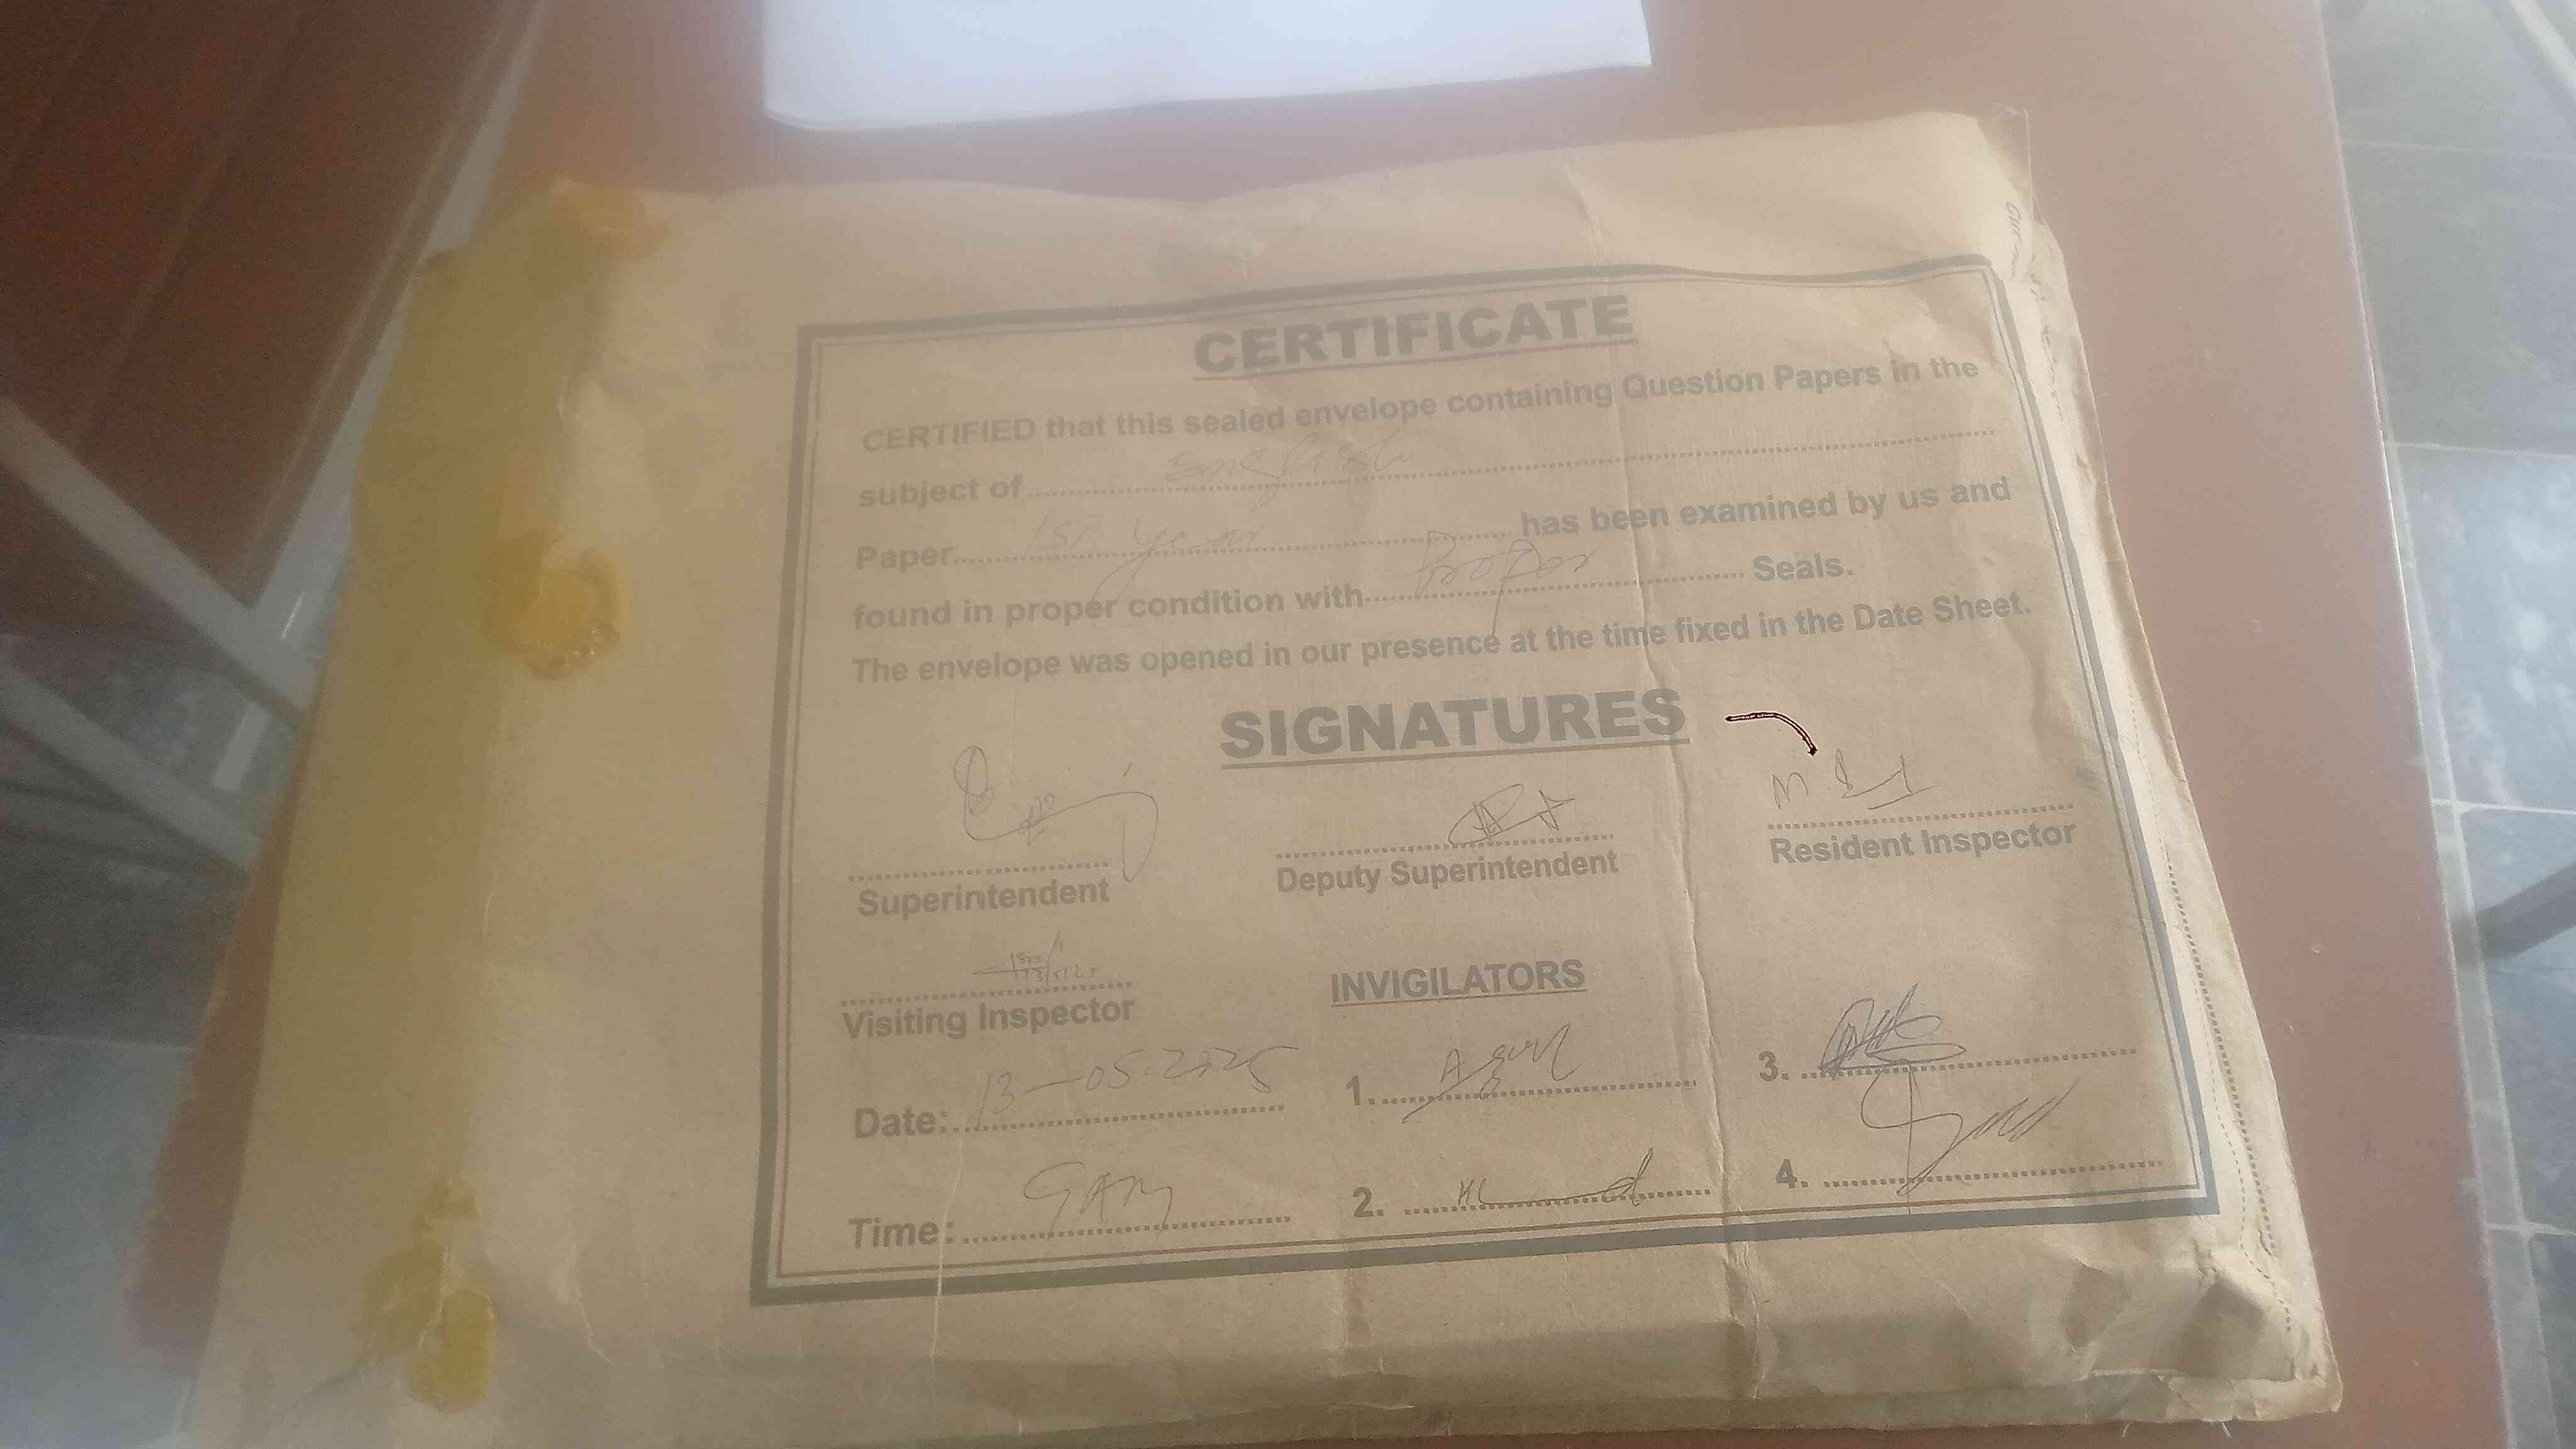 CERTIFICATE
CERTIFIED that this sealed envelope containing Question Papers in the
subject of English
Paper 1st year has been examined by us and
found in proper condition with Proper Seals.
The envelope was opened in our presence at the time fixed in the Date Sheet.
SIGNATURES
Superintendent
Deputy Superintendent
Resident Inspector
Visiting Inspector
INVIGILATORS
Date: 13-05-2025
1.
3.
Time: 9 AM
2.
4.